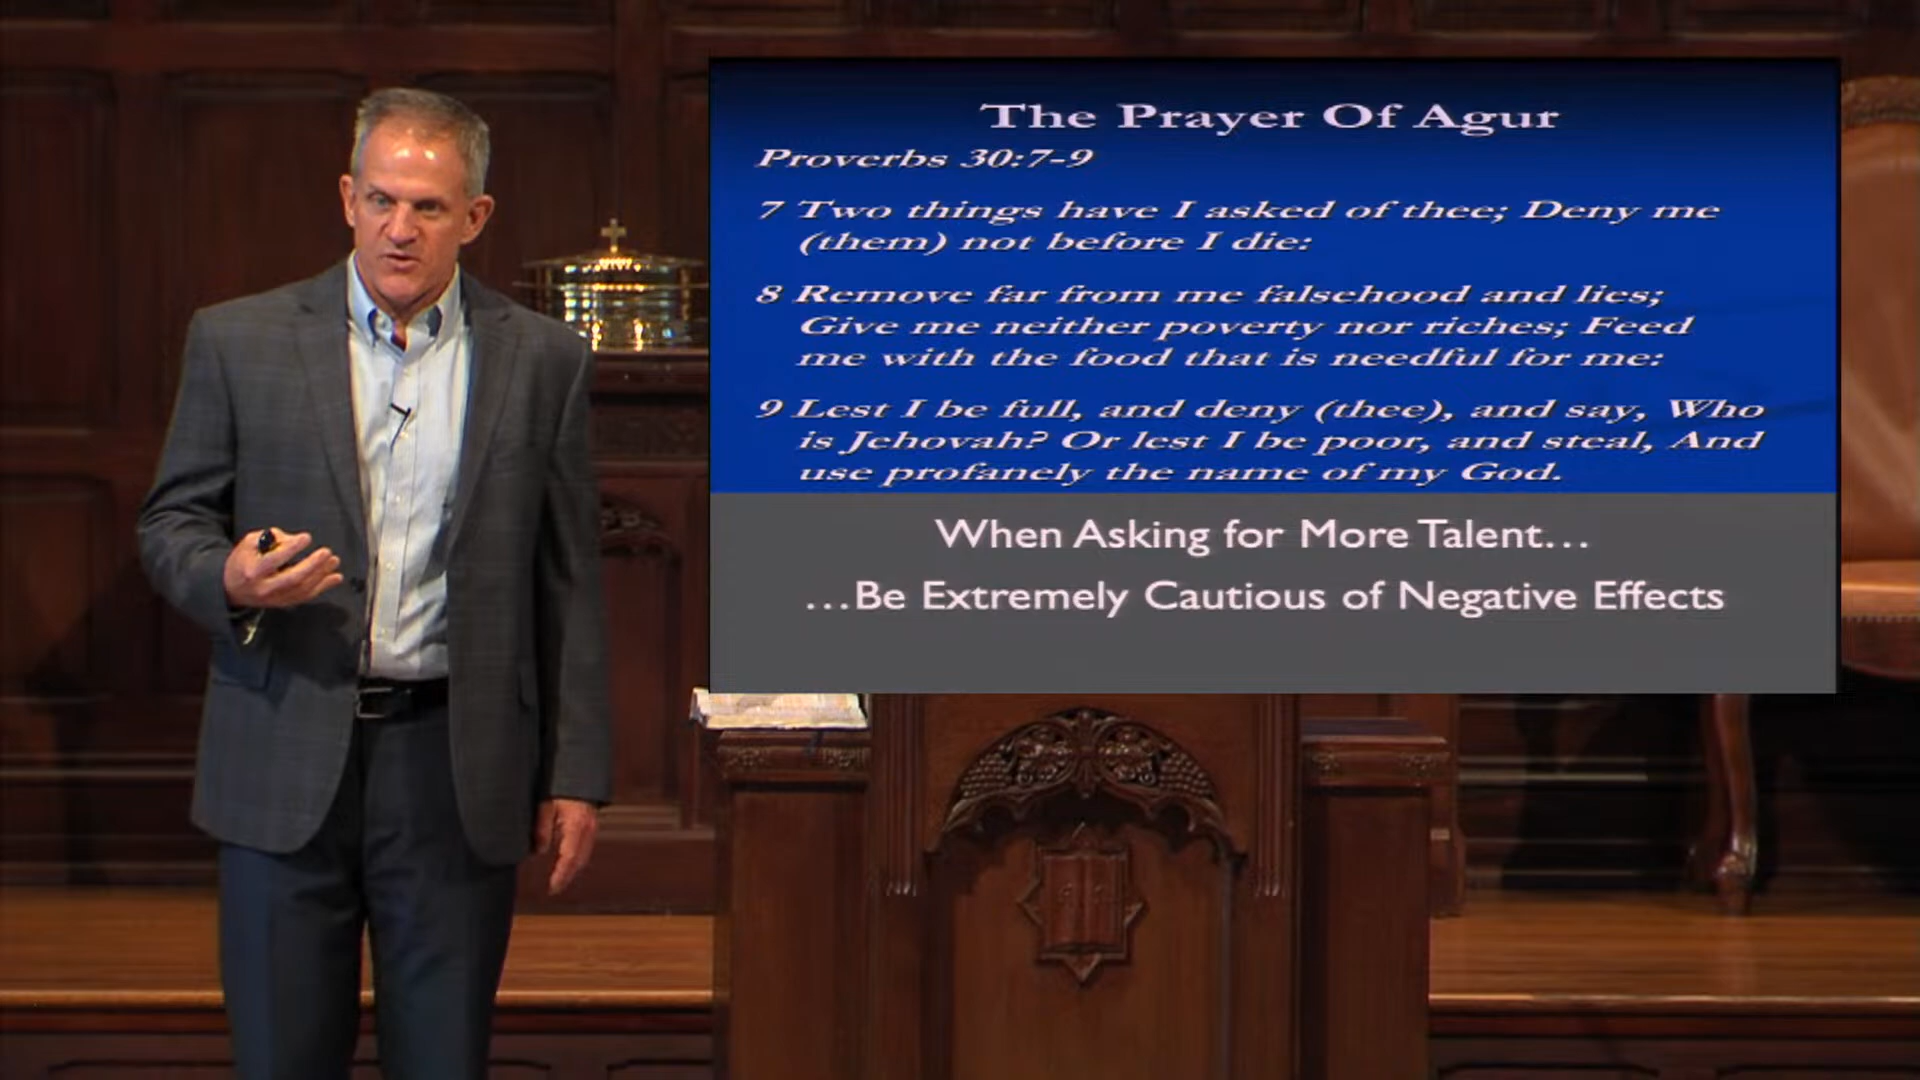 The Prayer Of Agur
Proverbs 30:7-9
7 Two things have I asked of thee; Deny me
(them) not before I die:
8 Remove far from me falsehood and lies;
Give me neither poverty nor riches; Feed
me with the food that is needful for me:
9 Lest I be full, and deny (thee), and say, Who
is Jehovah? Or lest I be poor, and steal, And
use profanely the name of my God.
When Asking for More Talent...
...Be Extremely Cautious of Negative Effects